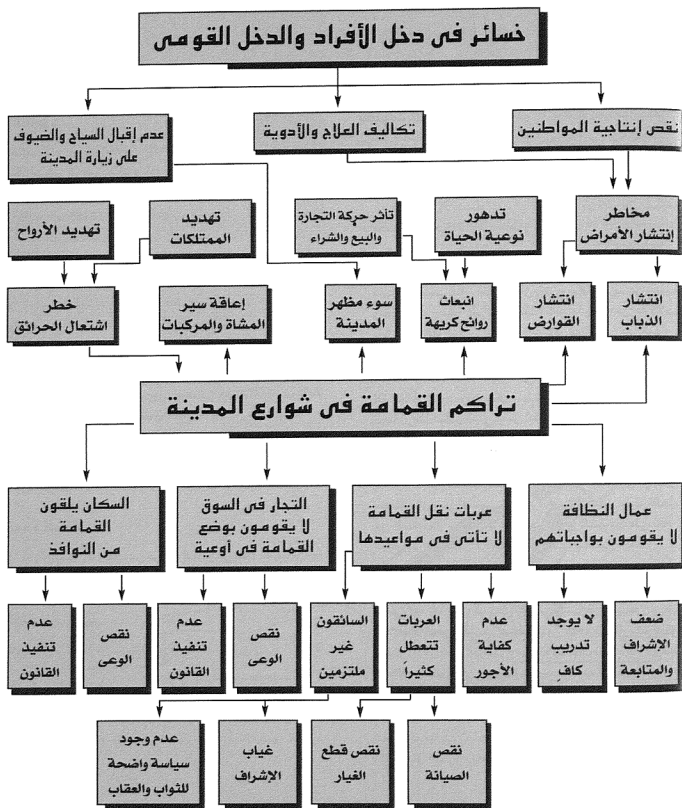 خسائر فى دخل الأفراد والدخل القومى
نقص إنتاجية المواطنين
تكاليف العلاج والأدوية
عدم إقبال السياح والضيوف
على زيارة المدينة
مخاطر
إنتشار الأمراض
تدهور
نوعية الحياة
تأثر حركة التجارة
والبيع والشراء
تهديد
الممتلكات
تهديد الأرواح
انتشار
الذباب
انتشار
القوارض
انبعاث
روائح كريهة
سوء مظهر
المدينة
إعاقة سير
المشاة والمركبات
خطر
اشتعال الحرائق
تراكم القمامة فى شوارع المدينة
عمال النظافة
لا يقومون بواجباتهم
عربات نقل القمامة
لا تأتى فى مواعيدها
التجار فى السوق
لا يقومون بوضع
القمامة فى أوعية
السكان يلقون
القمامة
من النوافذ
ضعف
الإشراف
والمتابعة
لا يوجد
تدريب
كافٍ
عدم
كفاية
الأجور
العربات
تتعطل
كثيراً
السائقون
غير
ملتزمين
نقص
الوعى
عدم
تنفيذ
القانون
نقص
الوعى
عدم
تنفيذ
القانون
نقص
الصيانة
نقص قطع
الغيار
غياب
الإشراف
عدم وجود
سياسة واضحة
للثواب والعقاب